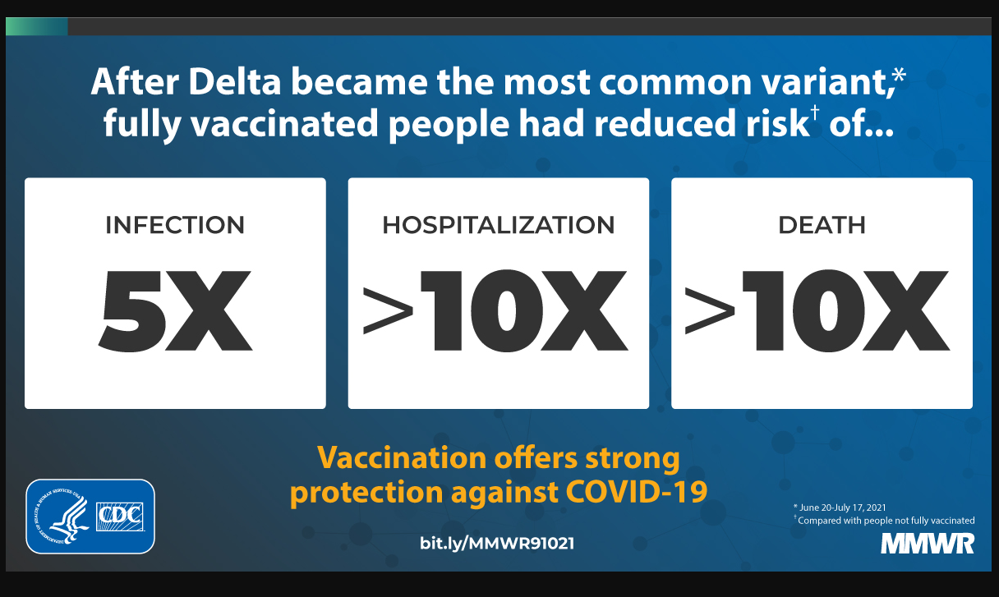 After Delta became the most common variant,*
fully vaccinated people had reduced risk† of...
INFECTION
5X
HOSPITALIZATION
>10X
DEATH
>10X
Vaccination offers strong
protection against COVID-19
bit.ly/MMWR91021
DEPARTMENT OF HEALTH & HUMAN SERVICES • USA
CDC
* June 20-July 17, 2021
†Compared with people not fully vaccinated
MMWR